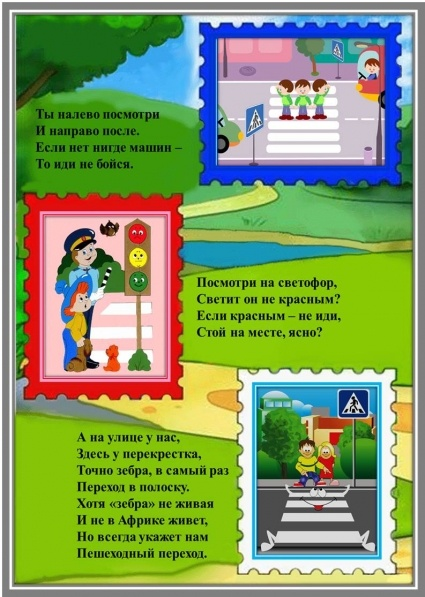 Ты налево посмотри
И направо после.
Если нет нигде машин –
То иди не бойся.
Посмотри на светофор,
Светит он не красным?
Если красным – не иди,
Стой на месте, ясно?
А на улице у нас,
Здесь у перекрестка,
Точно зебра, в самый раз
Переход в полоску.
Хотя «зебра» не живая
И не в Африке живет,
Но всегда укажет нам
Пешеходный переход.